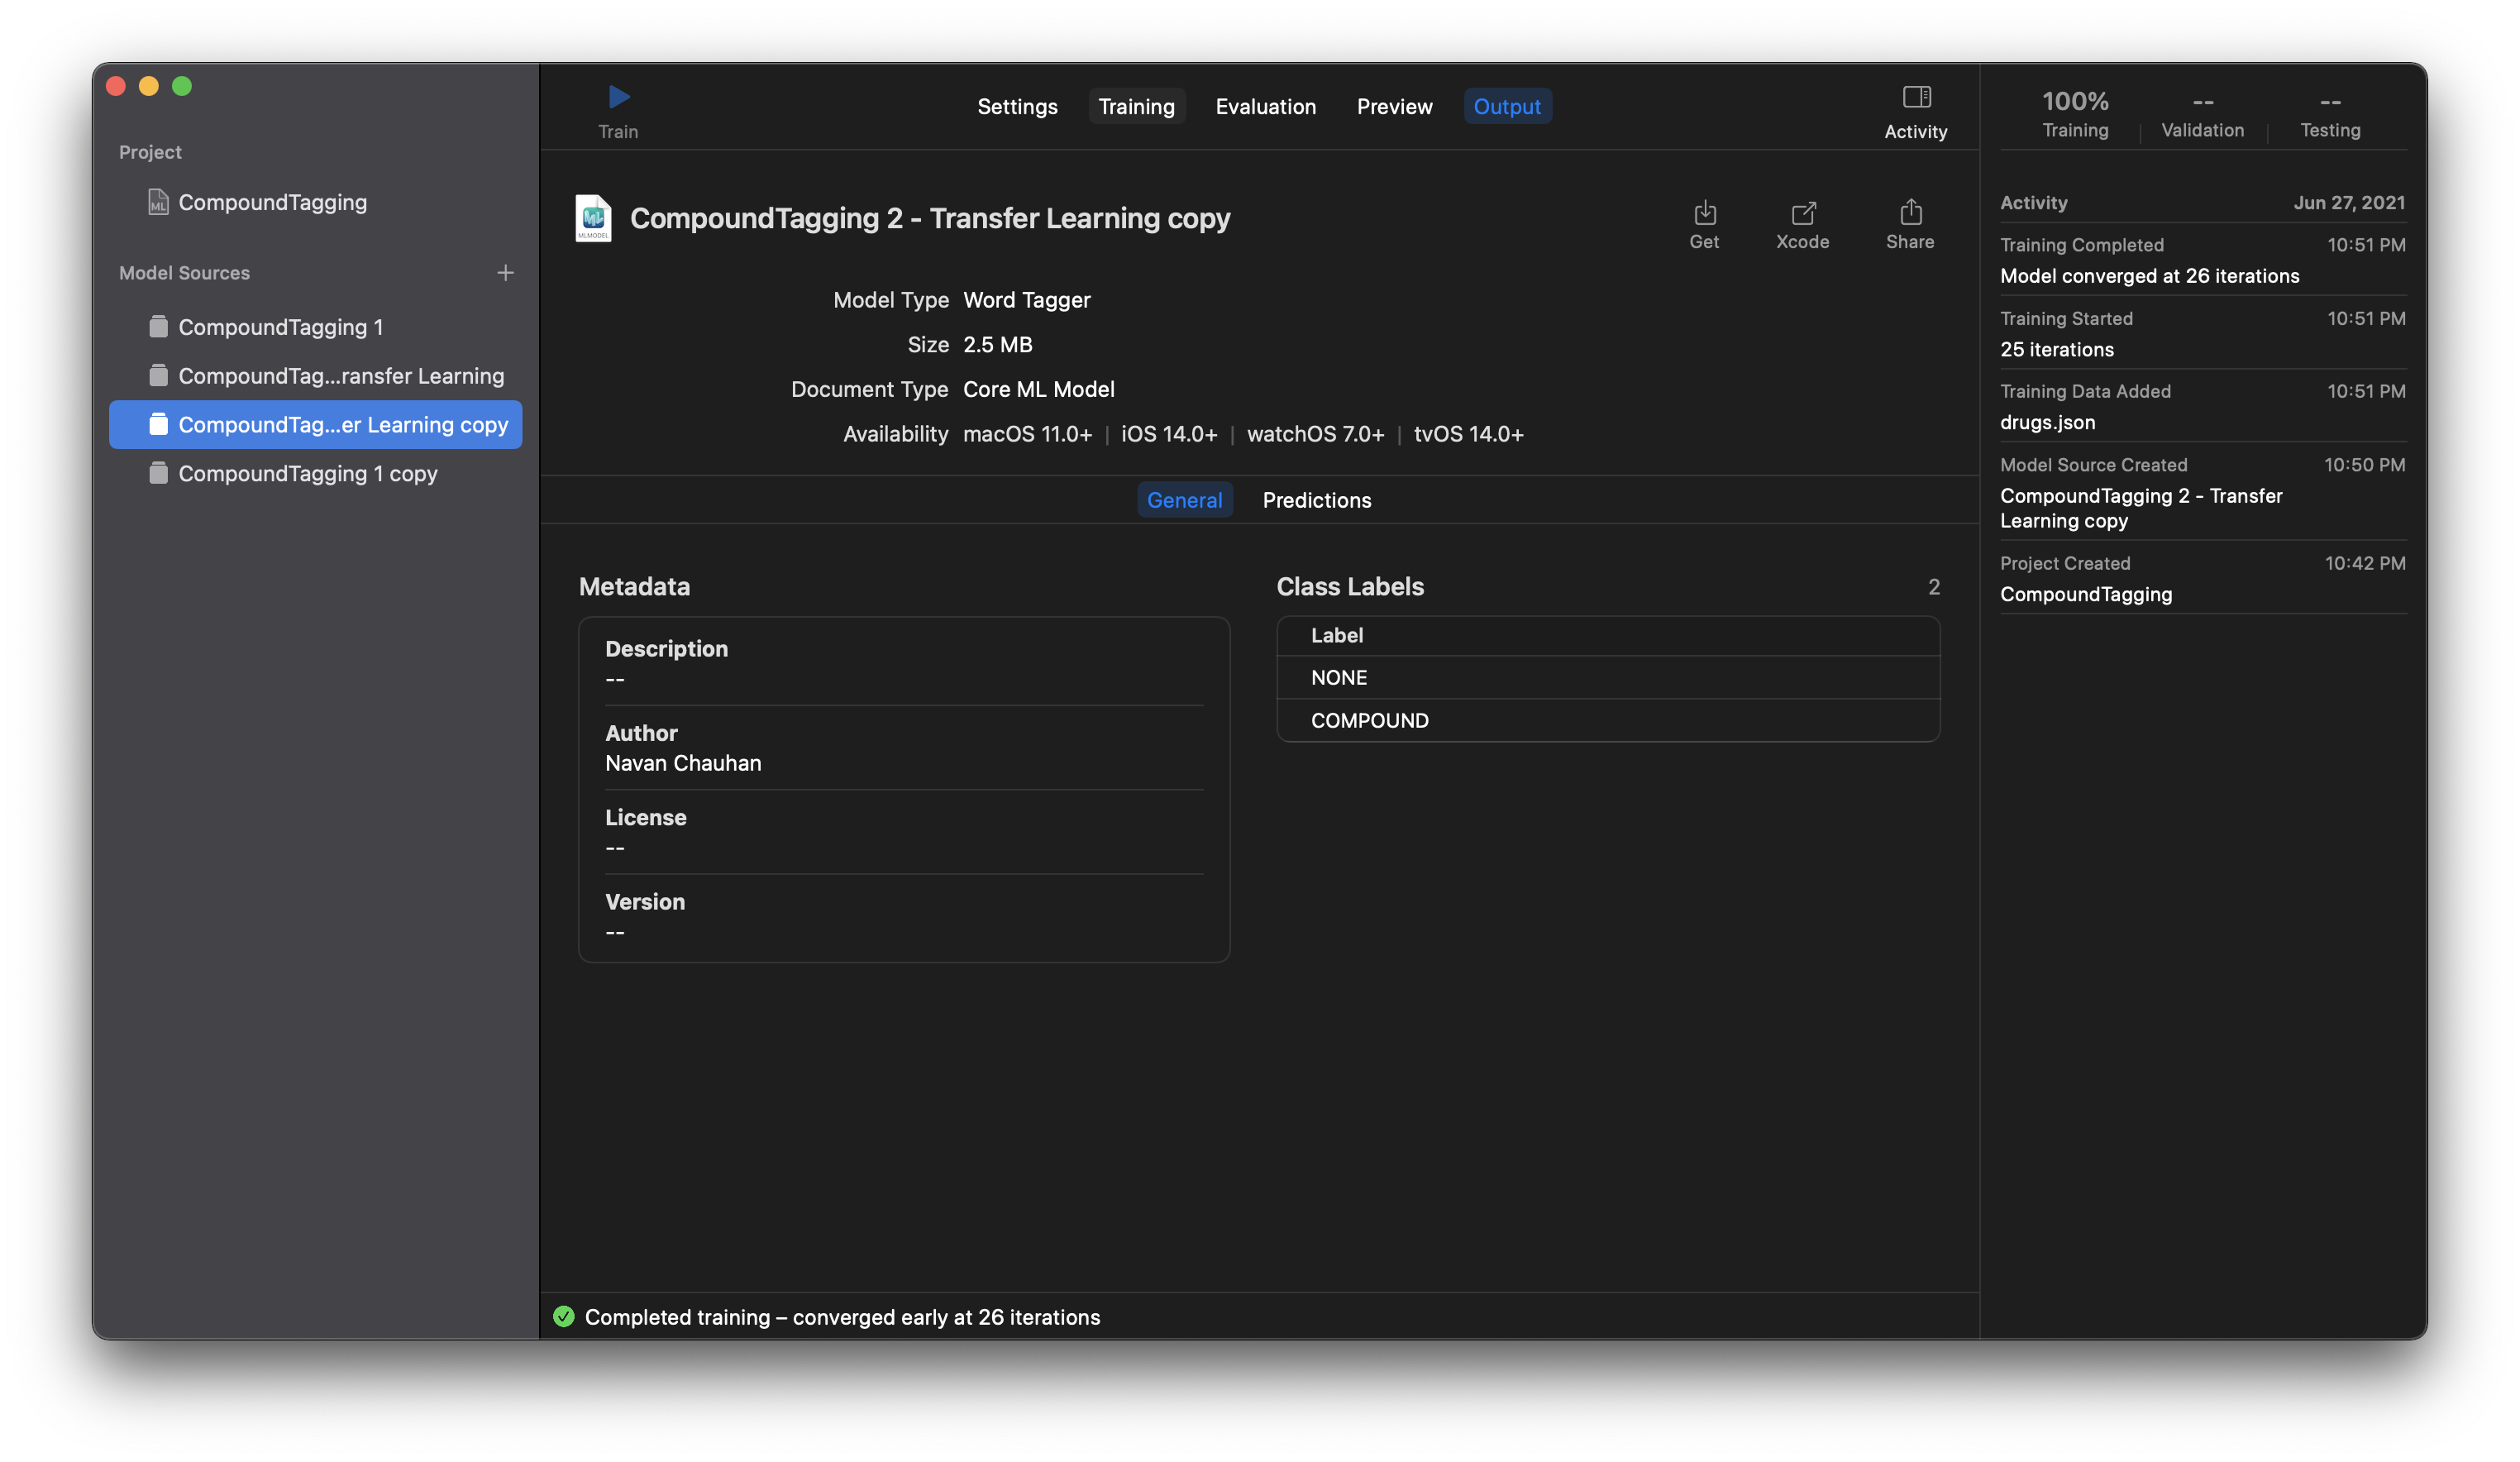 Project
CompoundTagging
Model Sources
CompoundTagging 1
CompoundTag...ransfer Learning
CompoundTag...er Learning copy
CompoundTagging 1 copy
Train
Settings Training Evaluation Preview Output
Activity
ML
MLMODEL
CompoundTagging 2 - Transfer Learning copy
Get Xcode Share
Model Type Word Tagger
Size 2.5 MB
Document Type Core ML Model
Availability macOS 11.0+ | iOS 14.0+ | watchOS 7.0+ | tvOS 14.0+
General Predictions
Metadata
Description
--
Author
Navan Chauhan
License
--
Version
--
Class Labels 2
Label
NONE
COMPOUND
Completed training – converged early at 26 iterations
100% -- --
Training Validation Testing
Activity Jun 27, 2021
Training Completed 10:51 PM
Model converged at 26 iterations
Training Started 10:51 PM
25 iterations
Training Data Added 10:51 PM
drugs.json
Model Source Created 10:50 PM
CompoundTagging 2 - Transfer
Learning copy
Project Created 10:42 PM
CompoundTagging